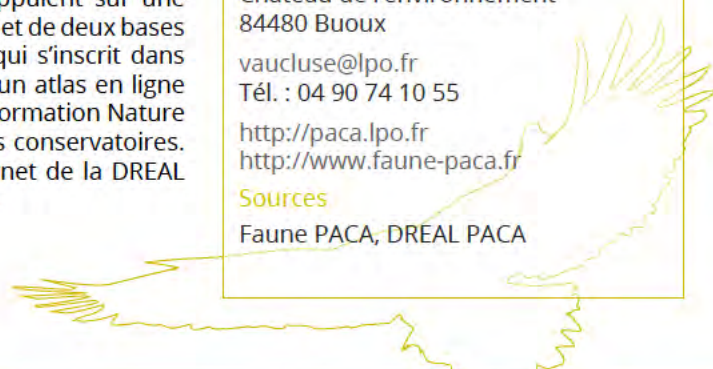 et de deux bases
qui s'inscrit dans
un atlas en ligne
ormation Nature
s conservatoires.
net de la DREAL
84480 Buoux
vaucluse@lpo.fr
Tél. : 04 90 74 10 55
http://paca.lpo.fr
http://www.faune-paca.fr
Sources
Faune PACA, DREAL PACA